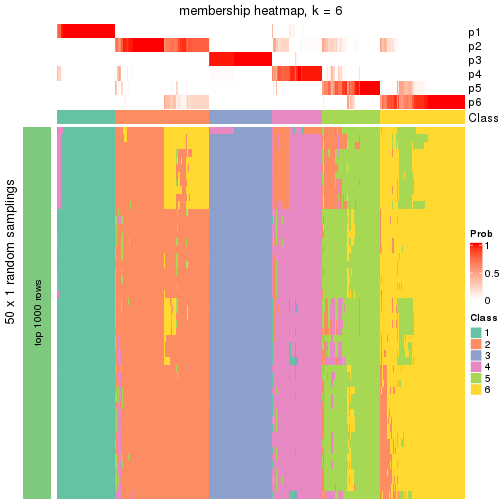 membership heatmap, k = 6
p1
p2
p3
p4
p5
p6
Class
50 x 1 random samplings
top 1000 rows
Prob
1
0.5
0
Class
1
2
3
4
5
6